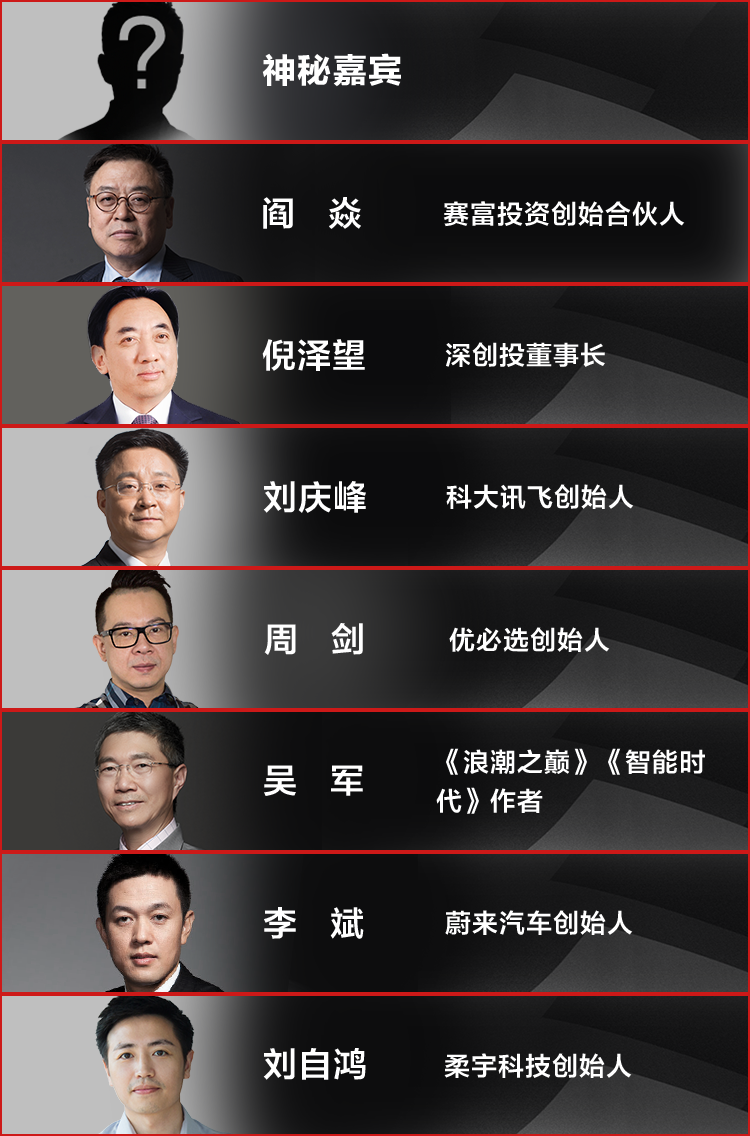 ?
神秘嘉宾
阎 焱 赛富投资创始合伙人
倪泽望 深创投董事长
刘庆峰 科大讯飞创始人
周 剑 优必选创始人
吴 军 《浪潮之巅》《智能时
代》作者
李 斌 蔚来汽车创始人
刘自鸿 柔宇科技创始人